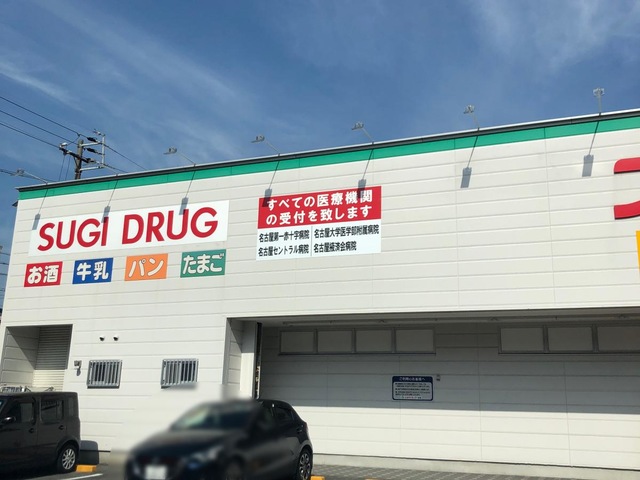 SUGI DRUG
お酒
牛乳
パン
たまご
すべての医療機関
の受付を致します
名古屋第一赤十字病院
名古屋大学医学部附属病院
名古屋セントラル病院
名古屋掖済会病院